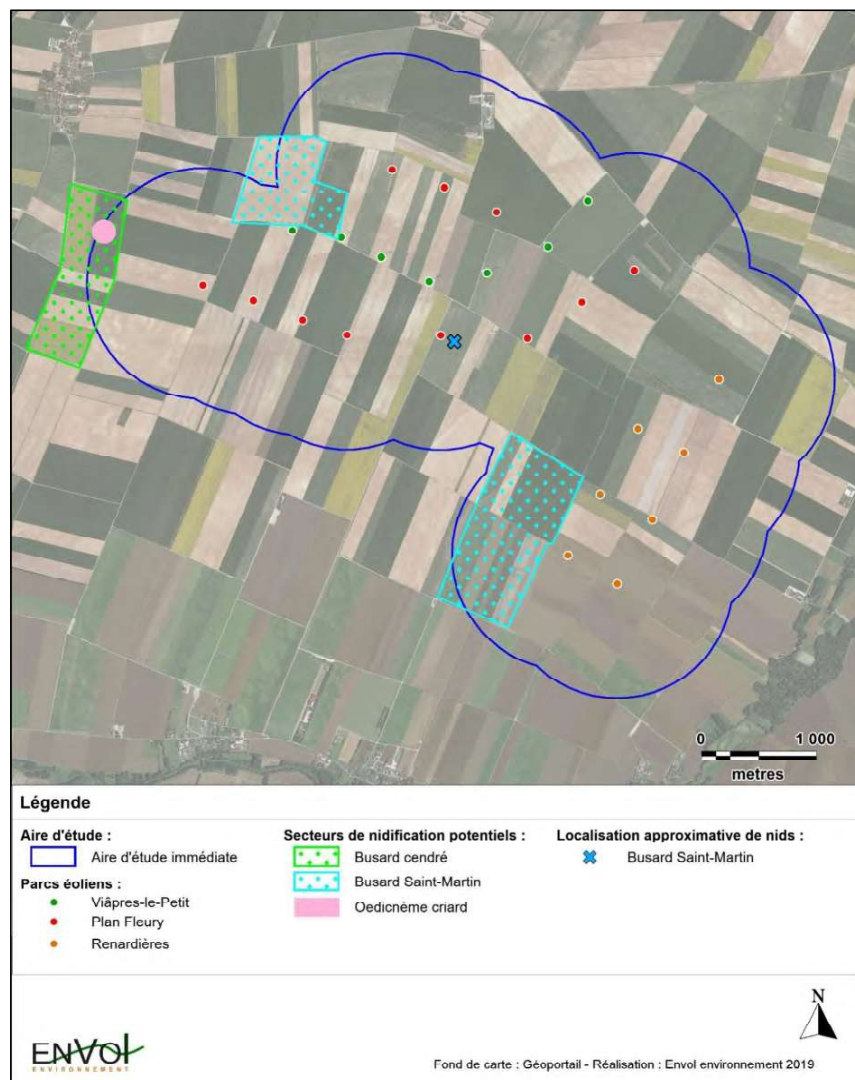 0 1 000
metres
Légende
Aire d'étude :
Aire d'étude immédiate
Parcs éoliens :
Viâpres-le-Petit
Plan Fleury
Renardières
Secteurs de nidification potentiels :
Busard cendré
Busard Saint-Martin
Oedicnème criard
Localisation approximative de nids :
Busard Saint-Martin
N
ENVOL
ENVIRONNEMENT
Fond de carte : Géoportail - Réalisation : Envol environnement 2019